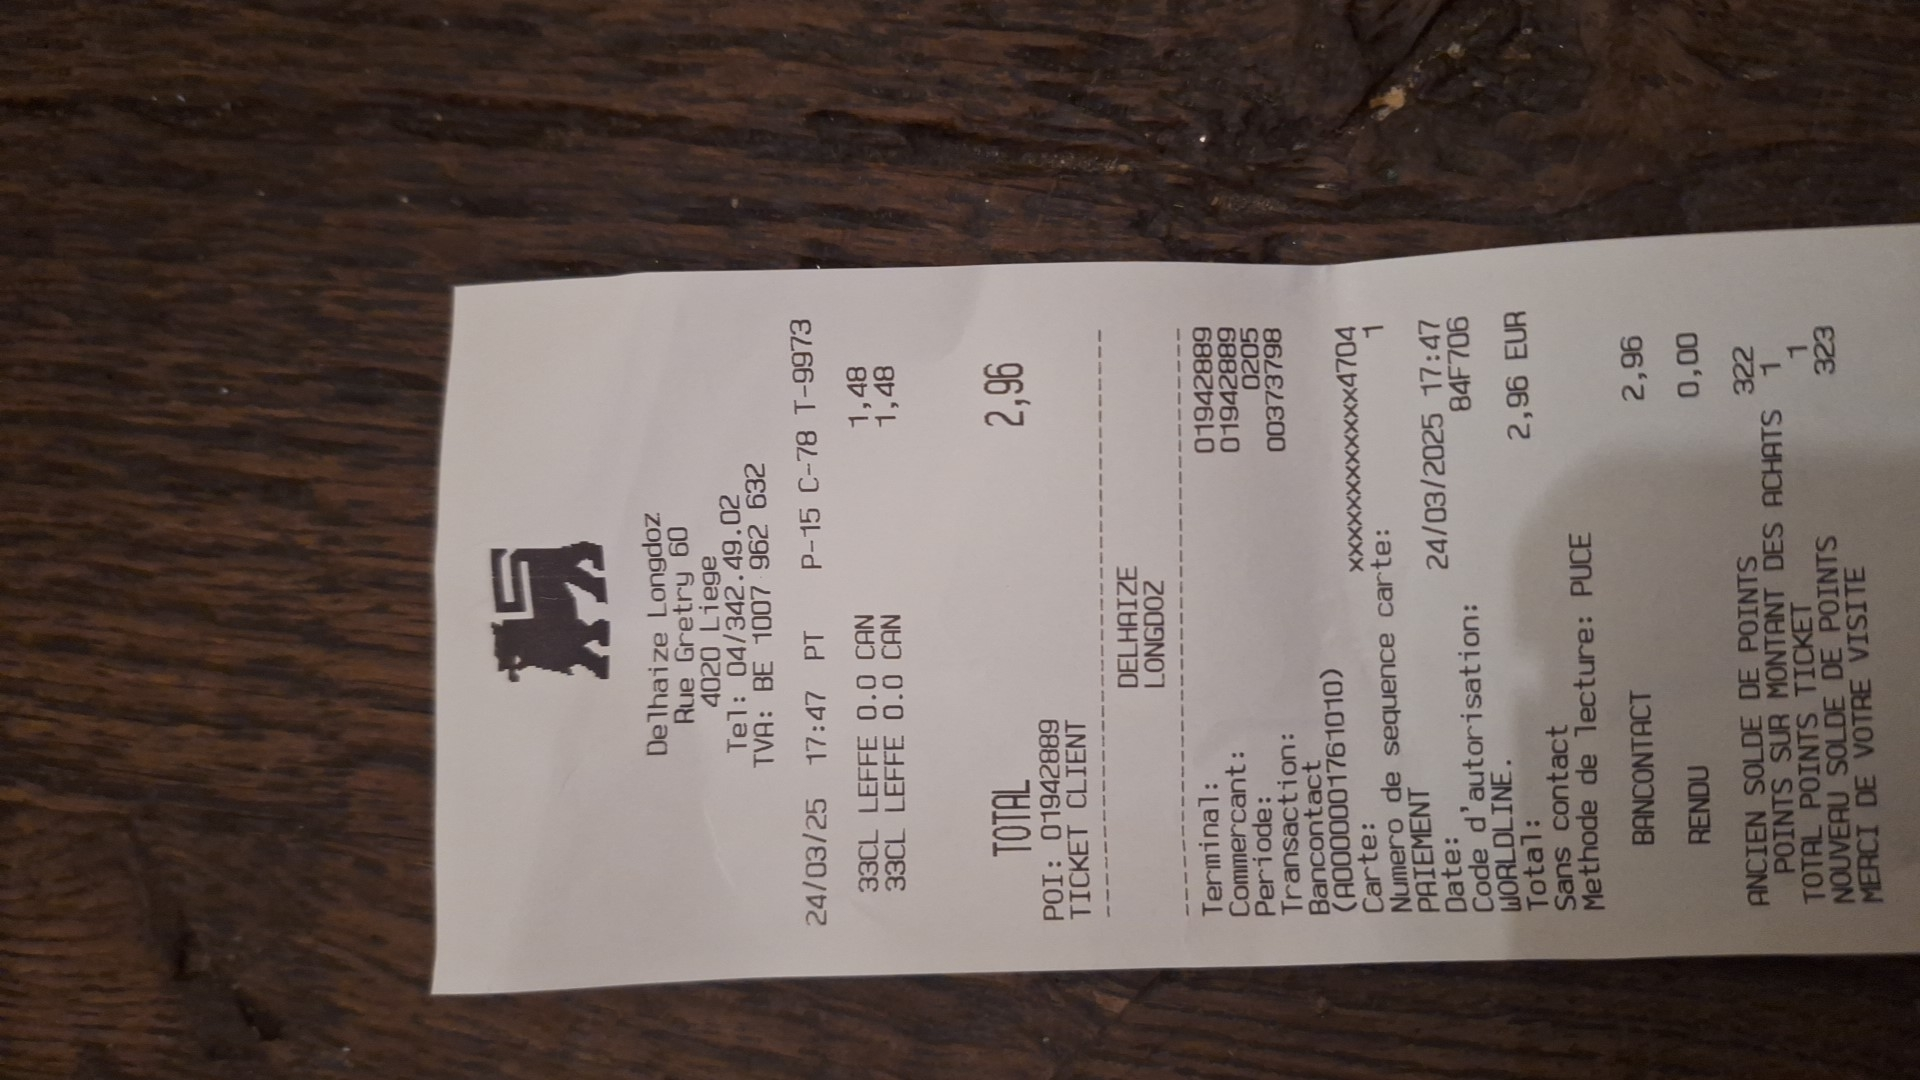 Delhaize Longdoz
Rue Gretry 60
4020 Liege
Tel: 04/342.49.02
TVA: BE 1007 962 632
24/03/25 17:47 PT P-15 C-78 T-9973
33CL LEFFE 0.0 CAN 1,48
33CL LEFFE 0.0 CAN 1,48
TOTAL 2,96
POI: 01942889
TICKET CLIENT
DELHAIZE
LONGDOZ
Terminal: 01942889
Commercant: 01942889
Periode: 0205
Transaction: 00373798
Bancontact
(A0000001761010)
Carte: xxxxxxxxxxxxx4704
Numero de sequence carte: 1
PAIEMENT
Date: 24/03/2025 17:47
Code d'autorisation: 84F706
WORLDLINE.
Total: 2,96 EUR
Sans contact
Methode de lecture: PUCE
BANCONTACT 2,96
RENDU 0,00
ANCIEN SOLDE DE POINTS 322
POINTS SUR MONTANT DES ACHATS 1
TOTAL POINTS TICKET 1
NOUVEAU SOLDE DE POINTS 323
MERCI DE VOTRE VISITE